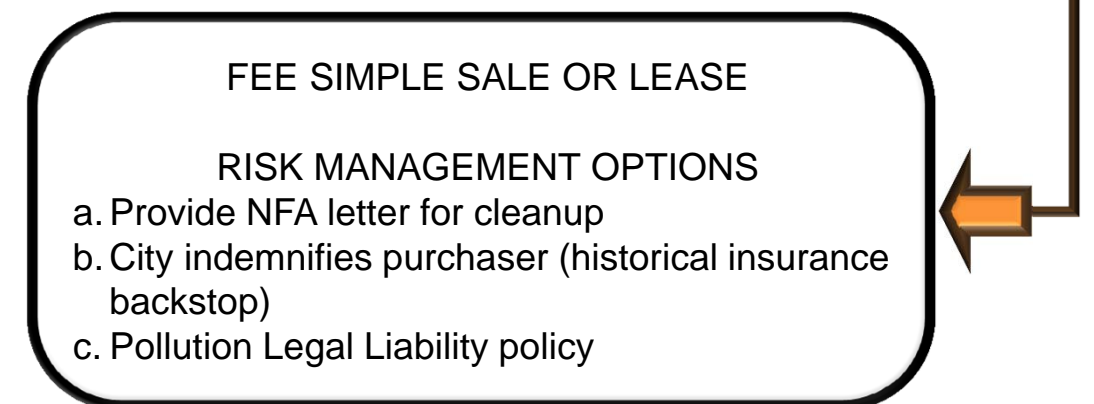 FEE SIMPLE SALE OR LEASE
RISK MANAGEMENT OPTIONS
a. Provide NFA letter for cleanup
b. City indemnifies purchaser (historical insurance
backstop)
c. Pollution Legal Liability policy